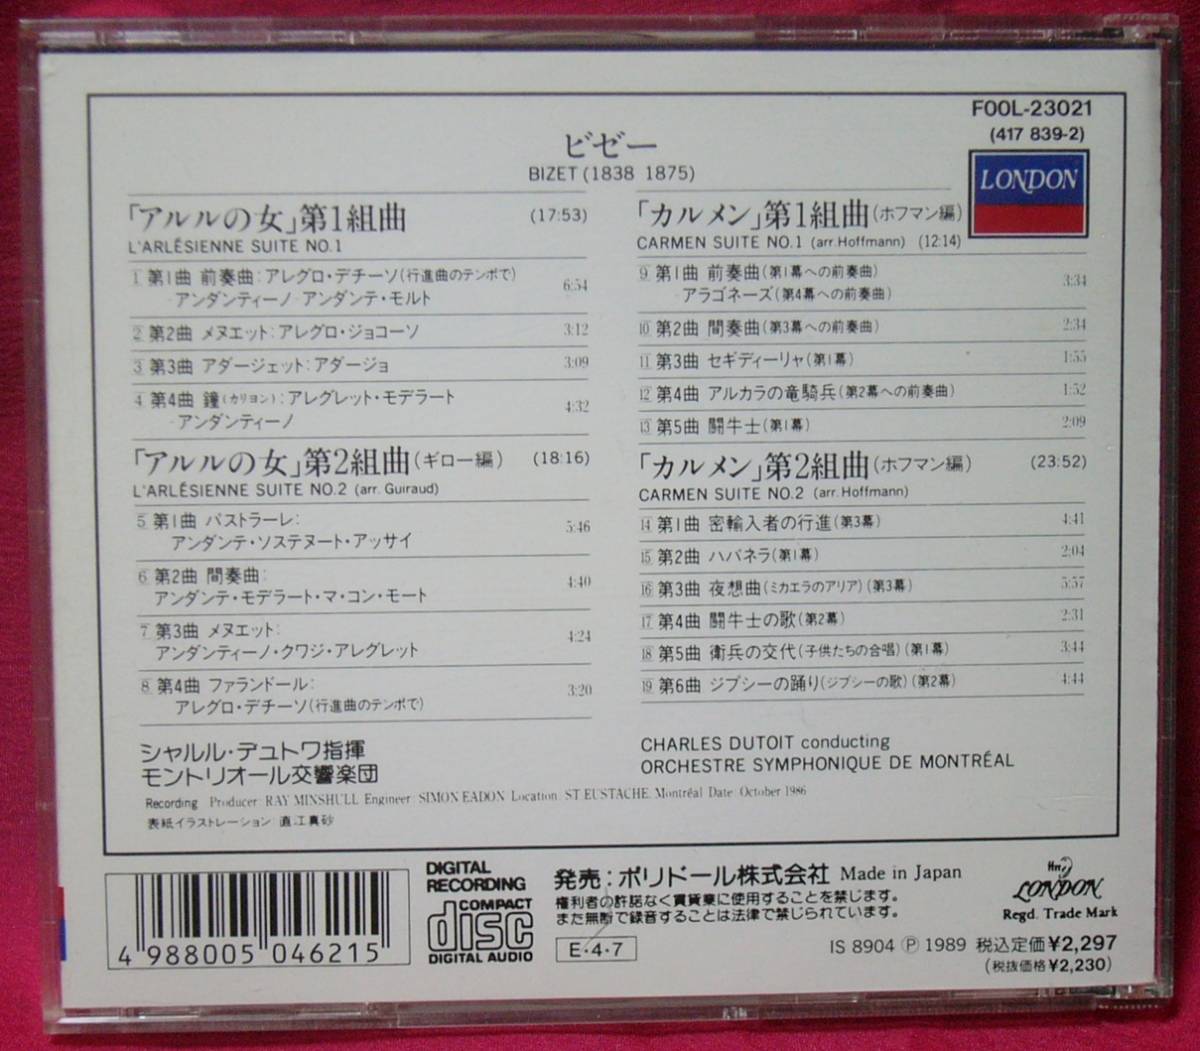 FOOL-23021
(417 839-2)
LONDON
ビゼー
BIZET (1838 1875)
「アルルの女」第1組曲 (17:53)
L'ARLÉSIENNE SUITE NO.1
1 第1曲 前奏曲:アレグロ・デチーソ(行進曲のテンポで)
アンダンティーノ アンダンテ・モルト 6:54
2 第2曲 メヌエット:アレグロ・ジョコーソ 3:12
3 第3曲 アダージェット:アダージョ 3:09
4 第4曲 鐘(カリヨン):アレグレット・モデラート
アンダンティーノ 4:32
「アルルの女」第2組曲(ギロー編) (18:16)
L'ARLÉSIENNE SUITE NO.2 (arr. Guiraud)
5 第1曲 パストラーレ:
アンダンテ・ソステヌート・アッサイ 5:46
6 第2曲 間奏曲:
アンダンテ・モデラート・マ・コン・モート 4:40
7 第3曲 メヌエット:
アンダンティーノ・クワジ・アレグレット 4:24
8 第4曲 ファランドール:
アレグロ・デチーソ(行進曲のテンポで) 3:20
シャルル・デュトワ指揮
モントリオール交響楽団
「カルメン」第1組曲(ホフマン編)
CARMEN SUITE NO.1 (arr.Hoffmann) (12:14)
9 第1曲 前奏曲(第1幕への前奏曲)
アラゴネーズ(第4幕への前奏曲) 3:34
10 第2曲 間奏曲(第3幕への前奏曲) 2:34
11 第3曲 セギディーリャ(第1幕) 1:55
12 第4曲 アルカラの竜騎兵(第2幕への前奏曲) 1:52
13 第5曲 闘牛士(第1幕) 2:09
「カルメン」第2組曲(ホフマン編) (23:52)
CARMEN SUITE NO.2 (arr. Hoffmann)
14 第1曲 密輸入者の行進(第3幕) 4:41
15 第2曲 ハバネラ(第1幕) 2:04
16 第3曲 夜想曲(ミカエラのアリア)(第3幕) 5:57
17 第4曲 闘牛士の歌(第2幕) 2:31
18 第5曲 衛兵の交代(子供たちの合唱)(第1幕) 3:44
19 第6曲 ジプシーの踊り(ジプシーの歌)(第2幕) 4:44
CHARLES DUTOIT conducting
ORCHESTRE SYMPHONIQUE DE MONTRÉAL
Recording Producer: RAY MINSHULL Engineer: SIMON EADON Location: ST EUSTACHE, Montréal Date: October 1986
表紙イラストレーション:直江真砂
4 988005 046215
DIGITAL
RECORDING
COMPACT
disc
DIGITAL AUDIO
発売:ポリドール株式会社 Made in Japan
権利者の許諾なく賃貸業に使用することを禁じます。
また無断で録音することは法律で禁じられています。
E・4・7
LONDON
Regd. Trade Mark
IS 8904 Ⓟ 1989 税込定価¥2,297
(税抜価格¥2,230)